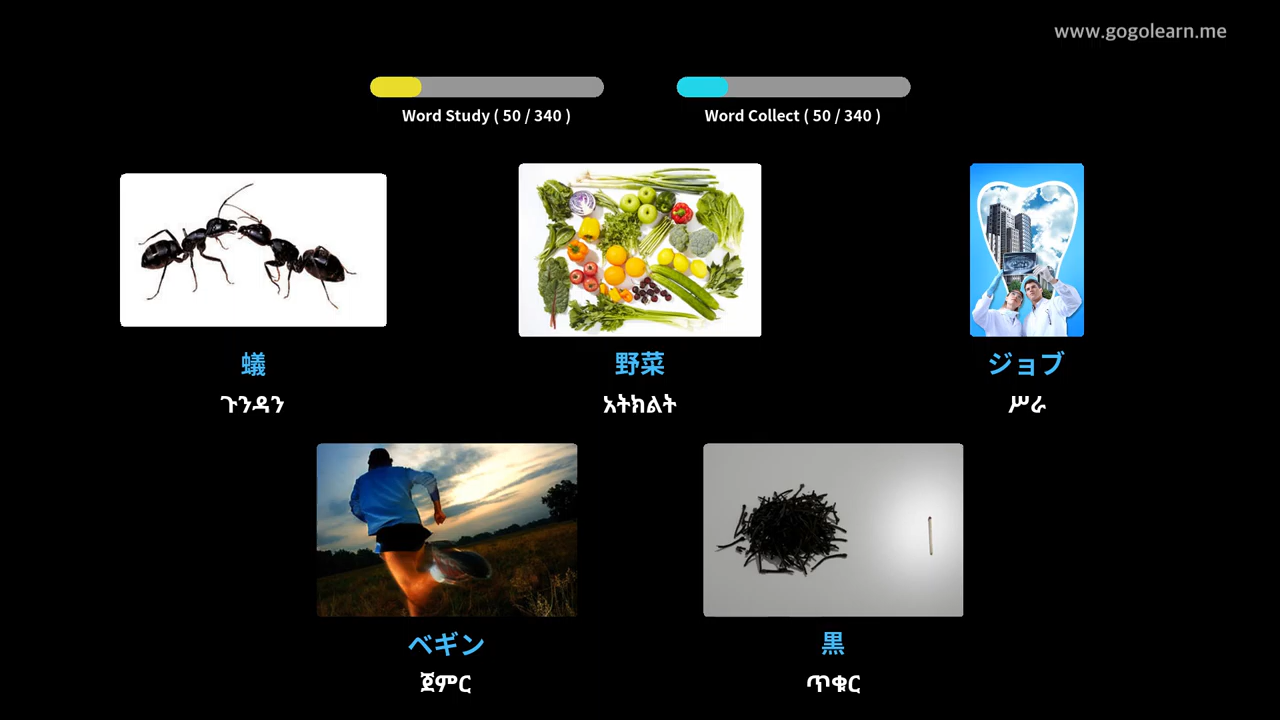 www.gogolearn.me
Word Study ( 50 / 340 )
Word Collect ( 50 / 340 )
蟻
野菜
ジョブ
ጉንዳን
አትክልት
ሥራ
ベギン
黒
ጀምር
ጥቁር